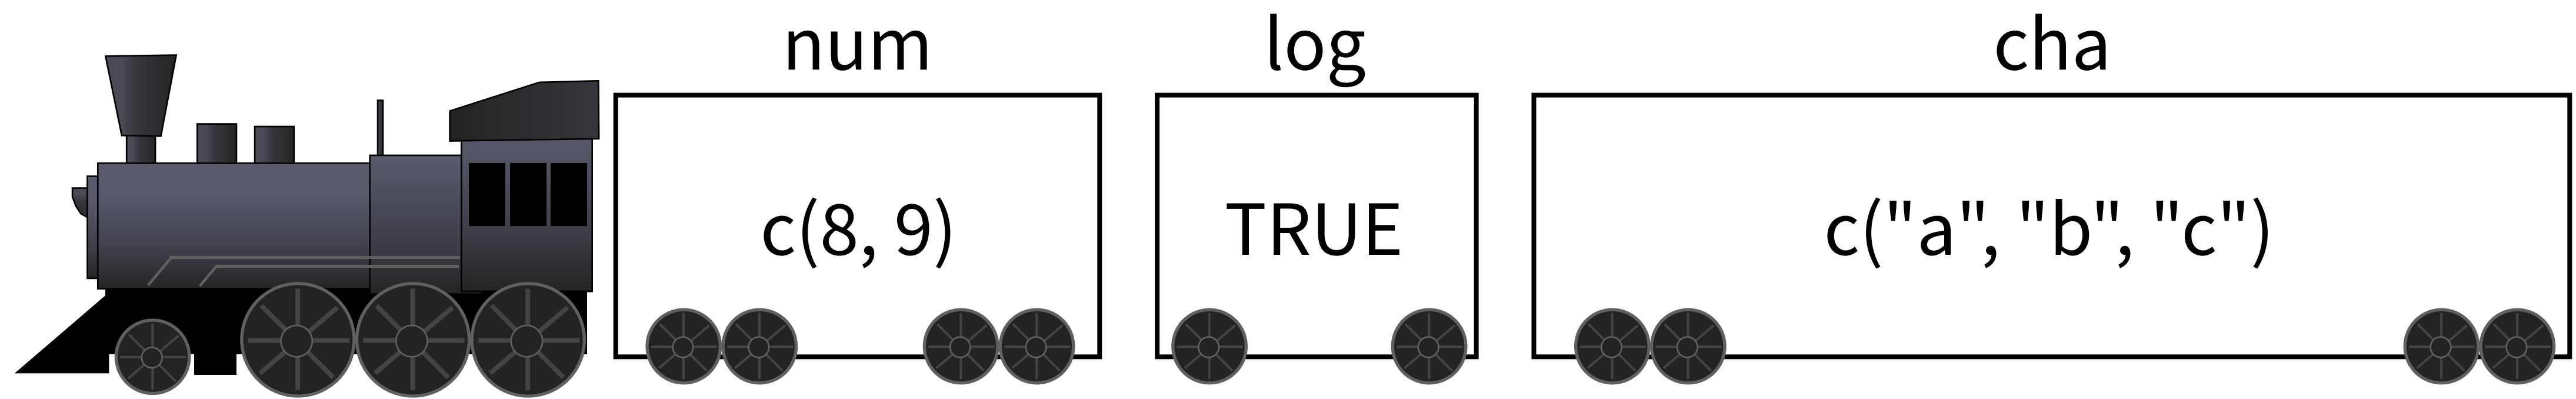 num log cha
c(8, 9) TRUE c("a", "b", "c")